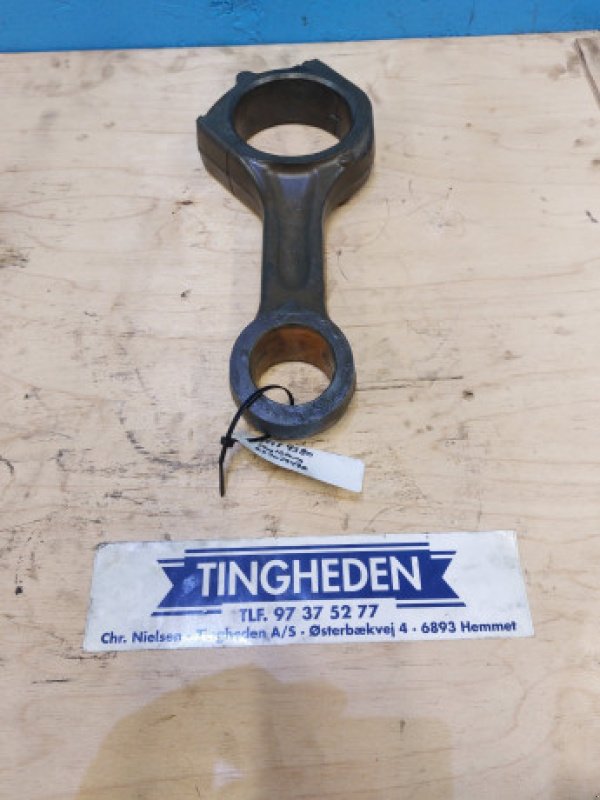 TINGHEDEN
TLF. 97 37 52 77
Chr. Nielsen - Tingheden A/S - Østerbækvej 4 - 6893 Hemmet